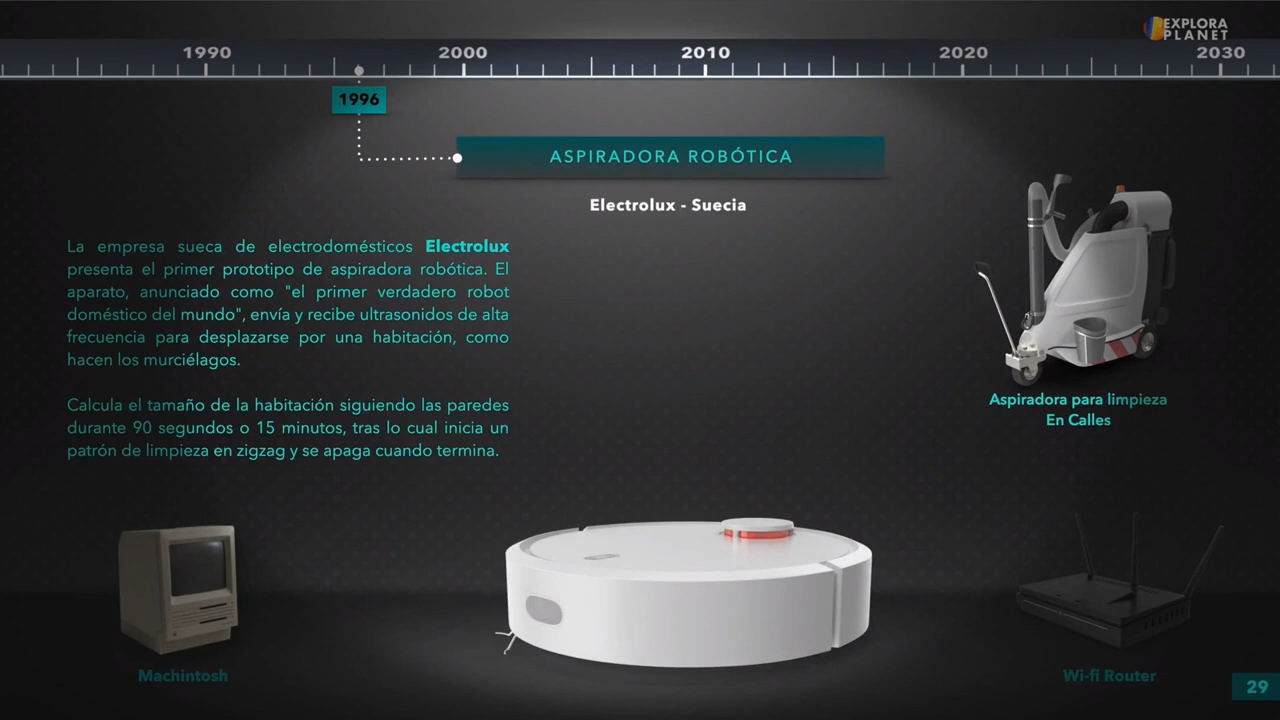 EXPLORA
PLANET
1990
2000
2010
2020
2030
1996
ASPIRADORA ROBÓTICA
Electrolux - Suecia
La empresa sueca de electrodomésticos Electrolux
presenta el primer prototipo de aspiradora robótica. El
aparato, anunciado como "el primer verdadero robot
doméstico del mundo", envía y recibe ultrasonidos de alta
frecuencia para desplazarse por una habitación, como
hacen los murciélagos.
Calcula el tamaño de la habitación siguiendo las paredes
durante 90 segundos o 15 minutos, tras lo cual inicia un
patrón de limpieza en zigzag y se apaga cuando termina.
Aspiradora para limpieza
En Calles
Machintosh
Wi-fi Router
29